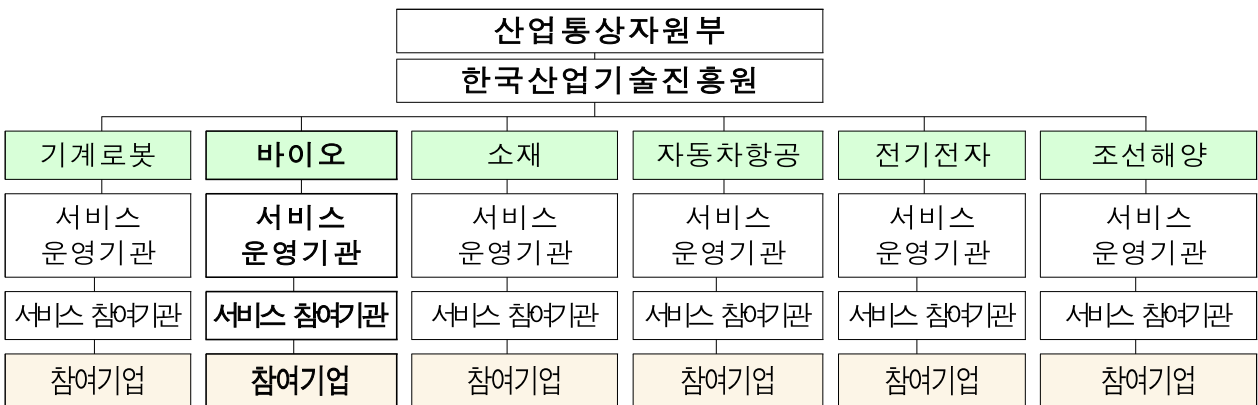 산업통상자원부
한국산업기술진흥원
기계로봇 바이오 소재 자동차항공 전기전자 조선해양
서비스 서비스 서비스 서비스 서비스 서비스
운영기관 운영기관 운영기관 운영기관 운영기관 운영기관
서비스 참여기관 서비스 참여기관 서비스 참여기관 서비스 참여기관 서비스 참여기관 서비스 참여기관
참여기업 참여기업 참여기업 참여기업 참여기업 참여기업